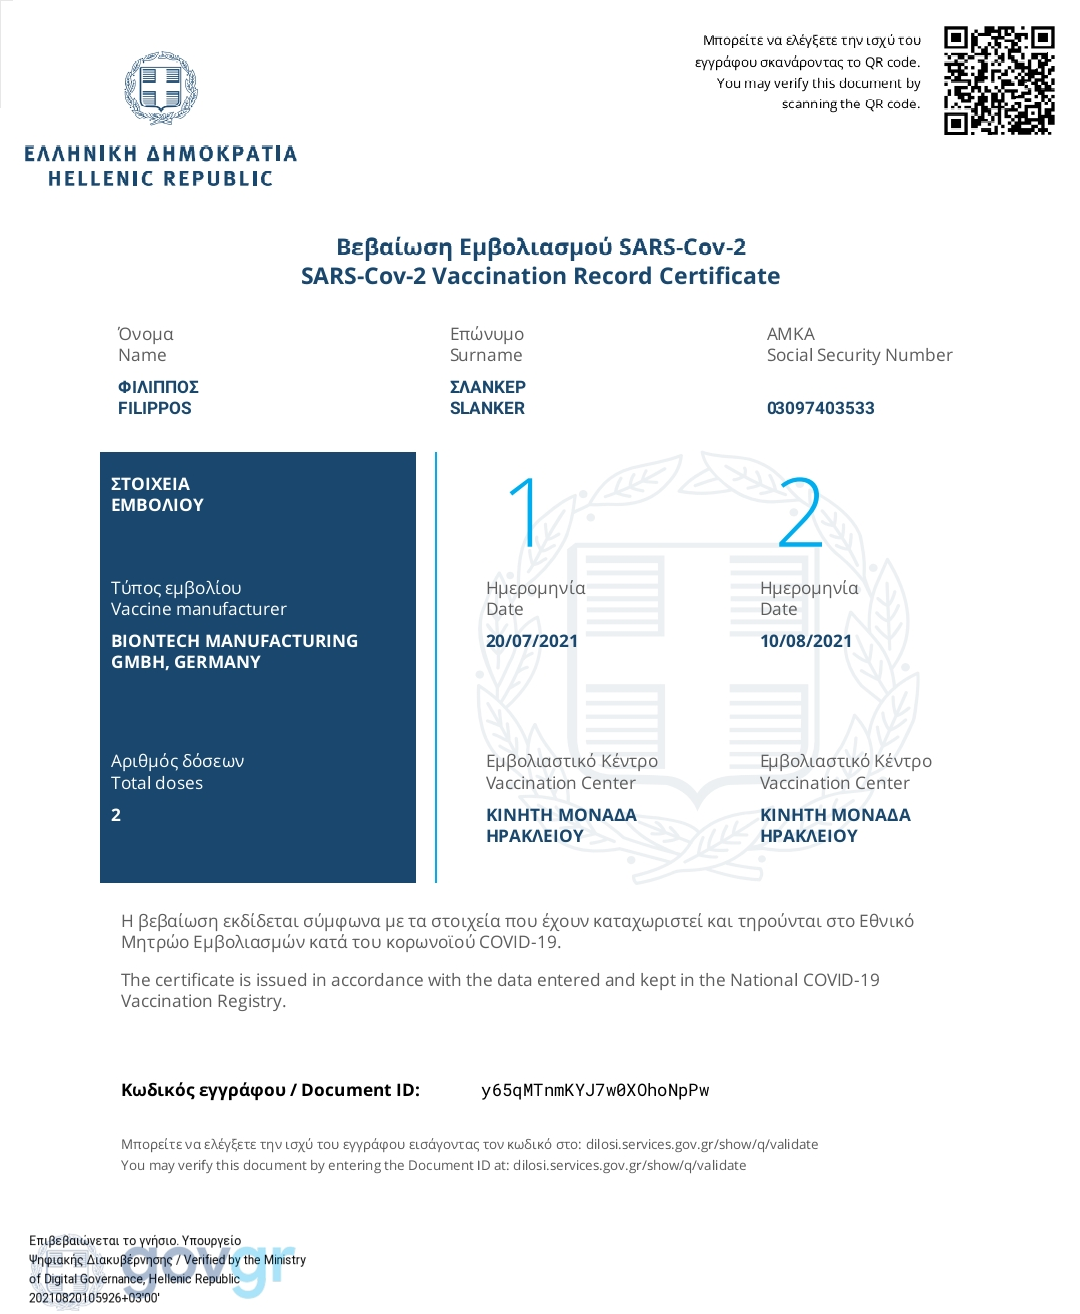 Μπορείτε να ελέγξετε την ισχύ του
εγγράφου σκανάροντας το QR code.
You may verify this document by
scanning the QR code.
ΕΛΛΗΝΙΚΗ ΔΗΜΟΚΡΑΤΙΑ
HELLENIC REPUBLIC
Βεβαίωση Εμβολιασμού SARS-Cov-2
SARS-Cov-2 Vaccination Record Certificate
Όνομα
Name
ΦΙΛΙΠΠΟΣ
FILIPPOS
Επώνυμο
Surname
ΣΛΑΝΚΕΡ
SLANKER
ΑΜΚΑ
Social Security Number
03097403533
ΣΤΟΙΧΕΙΑ
ΕΜΒΟΛΙΟΥ
Τύπος εμβολίου
Vaccine manufacturer
BIONTECH MANUFACTURING
GMBH, GERMANY
Αριθμός δόσεων
Total doses
2
1
Ημερομηνία
Date
20/07/2021
Εμβολιαστικό Κέντρο
Vaccination Center
ΚΙΝΗΤΗ ΜΟΝΑΔΑ
ΗΡΑΚΛΕΙΟΥ
2
Ημερομηνία
Date
10/08/2021
Εμβολιαστικό Κέντρο
Vaccination Center
ΚΙΝΗΤΗ ΜΟΝΑΔΑ
ΗΡΑΚΛΕΙΟΥ
Η βεβαίωση εκδίδεται σύμφωνα με τα στοιχεία που έχουν καταχωριστεί και τηρούνται στο Εθνικό
Μητρώο Εμβολιασμών κατά του κορωνοϊού COVID-19.
The certificate is issued in accordance with the data entered and kept in the National COVID-19
Vaccination Registry.
Κωδικός εγγράφου / Document ID: y65qMTnmKYJ7w0XOhoNpPw
Μπορείτε να ελέγξετε την ισχύ του εγγράφου εισάγοντας τον κωδικό στο: dilosi.services.gov.gr/show/q/validate
You may verify this document by entering the Document ID at: dilosi.services.gov.gr/show/q/validate
Επιβεβαιώνεται το γνήσιο. Υπουργείο
Ψηφιακής Διακυβέρνησης / Verified by the Ministry
of Digital Governance, Hellenic Republic
20210820105926+03'00'
govgr